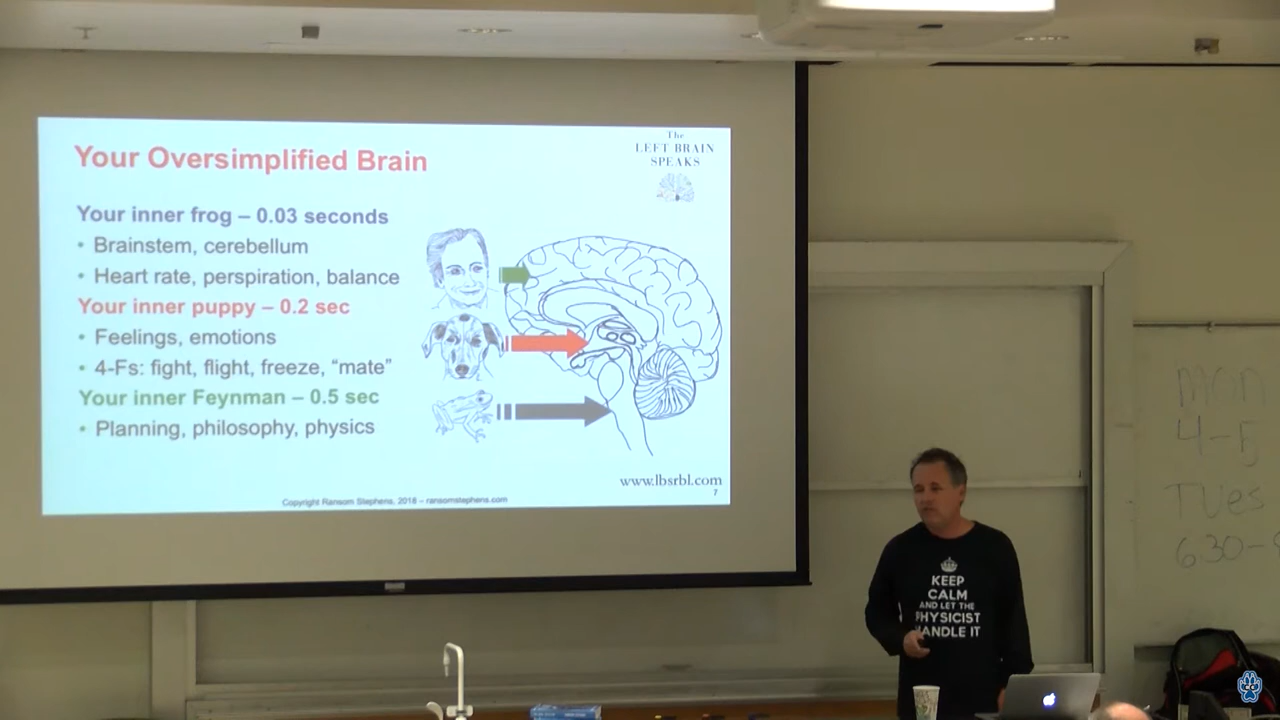 Your Oversimplified Brain
The
LEFT BRAIN
SPEAKS
Your inner frog – 0.03 seconds
• Brainstem, cerebellum
• Heart rate, perspiration, balance
Your inner puppy – 0.2 sec
• Feelings, emotions
• 4-Fs: fight, flight, freeze, “mate”
Your inner Feynman – 0.5 sec
• Planning, philosophy, physics
www.lbsrbl.com
7
Copyright Ransom Stephens, 2018 – ransomstephens.com
KEEP
CALM
AND LET THE
PHYSICIST
HANDLE IT
MON
4-5
TUES
630-